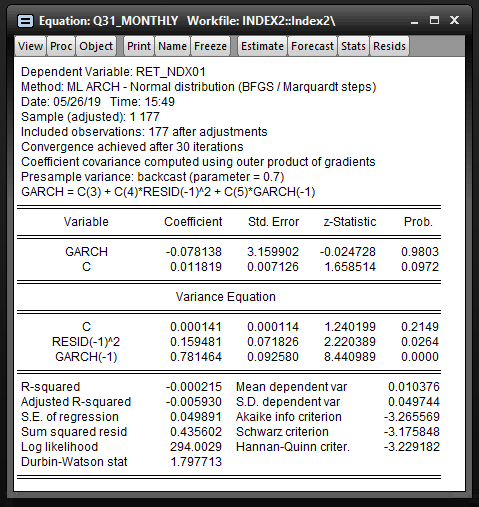 Equation: Q31_MONTHLY Workfile: INDEX2::Index2\
View Proc Object Print Name Freeze Estimate Forecast Stats Resids
Dependent Variable: RET_NDX01
Method: ML ARCH - Normal distribution (BFGS / Marquardt steps)
Date: 05/26/19 Time: 15:49
Sample (adjusted): 1 177
Included observations: 177 after adjustments
Convergence achieved after 30 iterations
Coefficient covariance computed using outer product of gradients
Presample variance: backcast (parameter = 0.7)
GARCH = C(3) + C(4)*RESID(-1)^2 + C(5)*GARCH(-1)
Variable Coefficient Std. Error z-Statistic Prob.
GARCH -0.078138 3.159902 -0.024728 0.9803
C 0.011819 0.007126 1.658514 0.0972
Variance Equation
C 0.000141 0.000114 1.240199 0.2149
RESID(-1)^2 0.159481 0.071826 2.220389 0.0264
GARCH(-1) 0.781464 0.092580 8.440989 0.0000
R-squared -0.000215 Mean dependent var 0.010376
Adjusted R-squared -0.005930 S.D. dependent var 0.049744
S.E. of regression 0.049891 Akaike info criterion -3.265569
Sum squared resid 0.435602 Schwarz criterion -3.175848
Log likelihood 294.0029 Hannan-Quinn criter. -3.229182
Durbin-Watson stat 1.797713